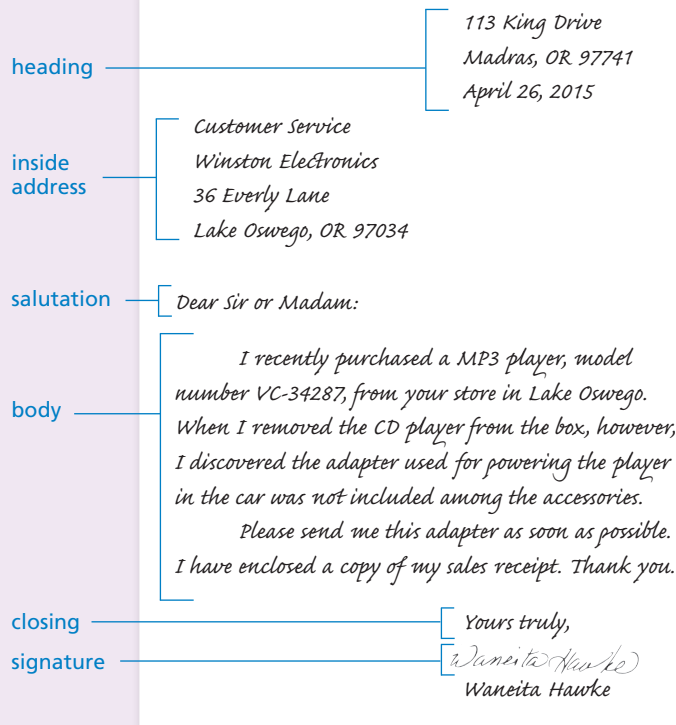 heading
113 King Drive
Madras, OR 97741
April 26, 2015
inside
address
Customer Service
Winston Electronics
36 Everly Lane
Lake Oswego, OR 97034
salutation
Dear Sir or Madam:
body
I recently purchased a MP3 player, model
number VC-34287, from your store in Lake Oswego.
When I removed the CD player from the box, however,
I discovered the adapter used for powering the player
in the car was not included among the accessories.
Please send me this adapter as soon as possible.
I have enclosed a copy of my sales receipt. Thank you.
closing
Yours truly,
signature
Waneita Hawke
Waneita Hawke